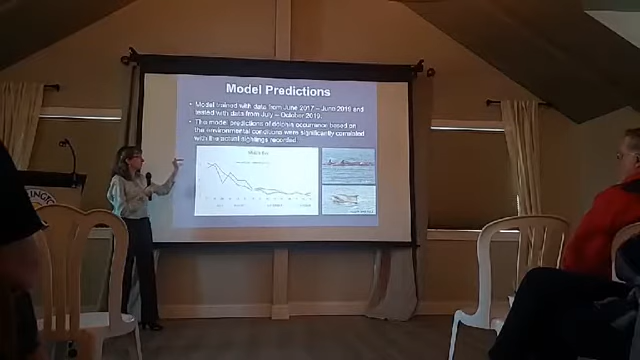 Model Predictions
• Model trained with data from June 2017 – June 2019 and
tested with data from July – October 2019.
• The model predictions of dolphin occurrence based on
the environmental conditions were significantly correlated
with the actual sightings recorded.